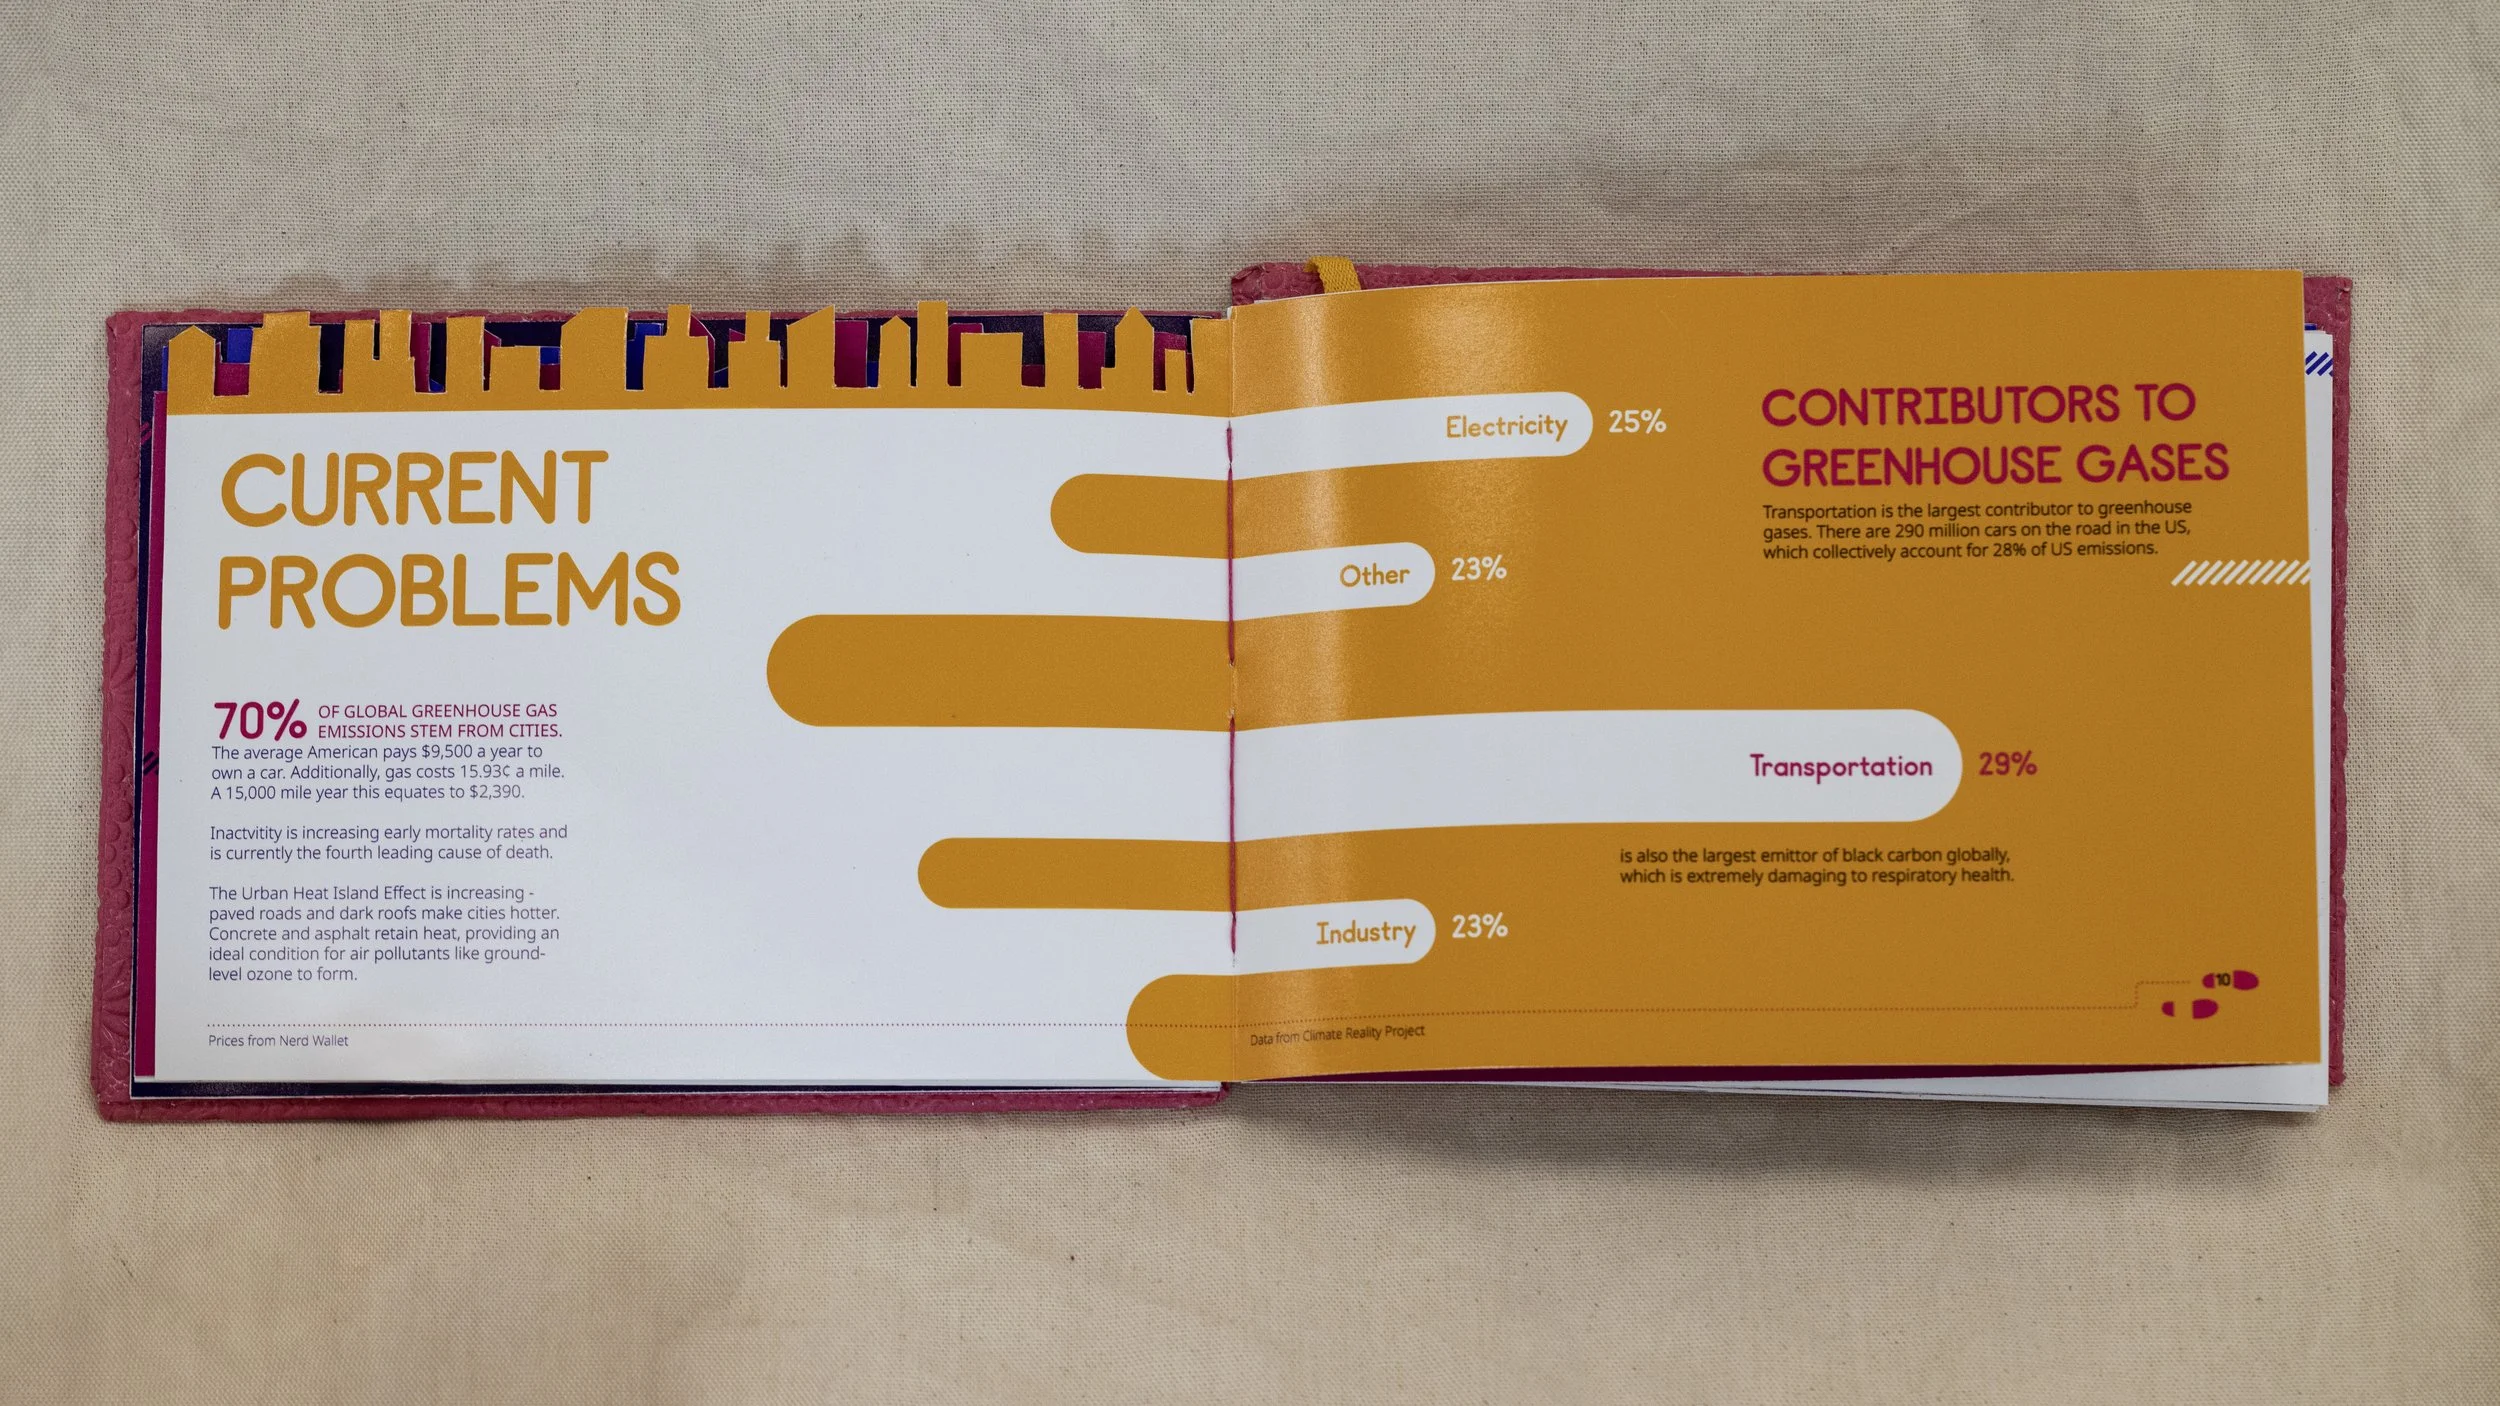 CURRENT
PROBLEMS
70% OF GLOBAL GREENHOUSE GAS
EMISSIONS STEM FROM CITIES.
The average American pays $9,500 a year to
own a car. Additionally, gas costs 15.93¢ a mile.
A 15,000 mile year this equates to $2,390.
Inactvitity is increasing early mortality rates and
is currently the fourth leading cause of death.
The Urban Heat Island Effect is increasing -
paved roads and dark roofs make cities hotter.
Concrete and asphalt retain heat, providing an
ideal condition for air pollutants like ground-
level ozone to form.
Prices from Nerd Wallet
CONTRIBUTORS TO
GREENHOUSE GASES
Transportation is the largest contributor to greenhouse
gases. There are 290 million cars on the road in the US,
which collectively account for 28% of US emissions.
Electricity 25%
Other 23%
Transportation 29%
is also the largest emittor of black carbon globally,
which is extremely damaging to respiratory health.
Industry 23%
Data from Climate Reality Project
10